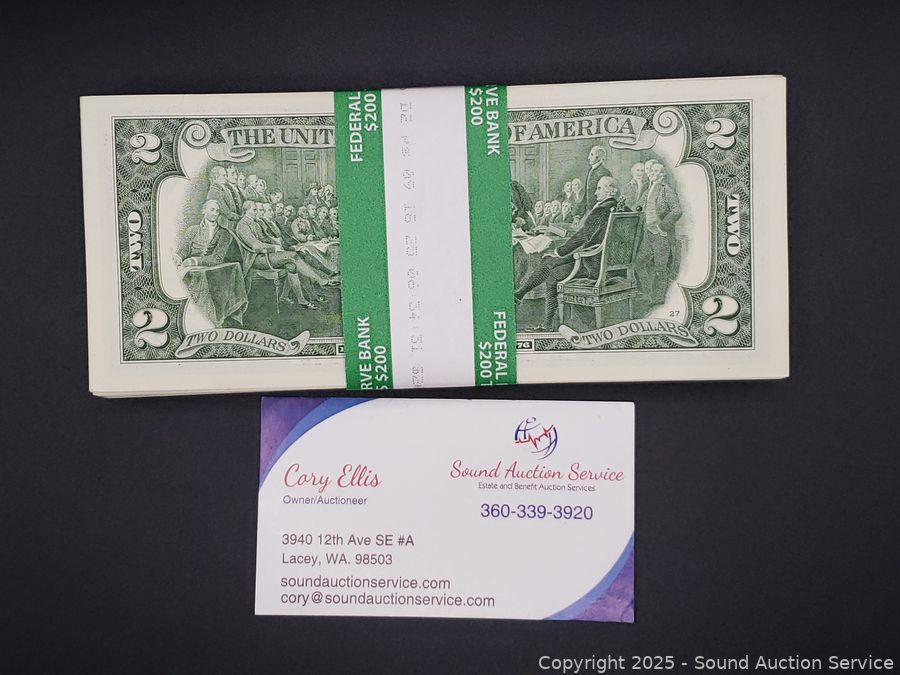 THE UNIT
OF AMERICA
2
2
TWO
TWO
2
2
TWO DOLLARS
TWO DOLLARS
27
76
FEDERAL
$200
VE BANK
$200
RVE BANK
$200
FEDERAL
$200
Cory Ellis
Owner/Auctioneer
3940 12th Ave SE #A
Lacey, WA. 98503
soundauctionservice.com
cory@soundauctionservice.com
Sound Auction Service
Estate and Benefit Auction Services
360-339-3920
Copyright 2025 - Sound Auction Service